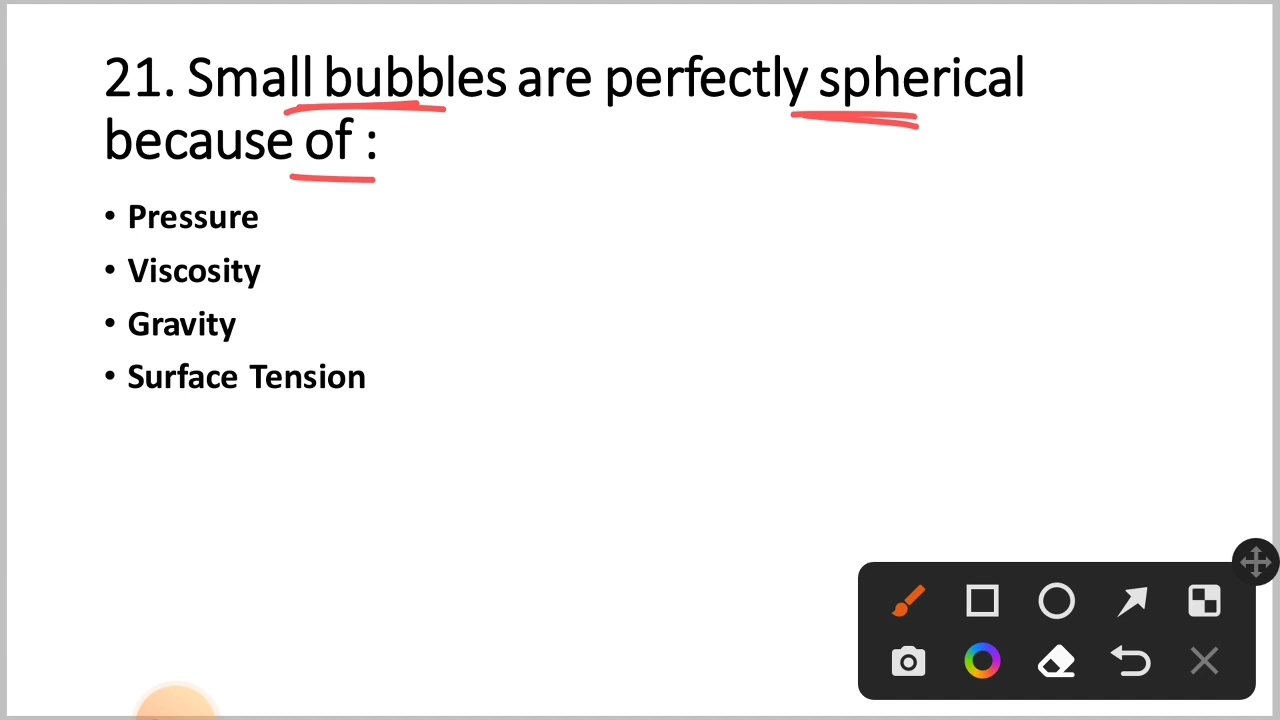 21. Small bubbles are perfectly spherical
because of :
• Pressure
• Viscosity
• Gravity
• Surface Tension